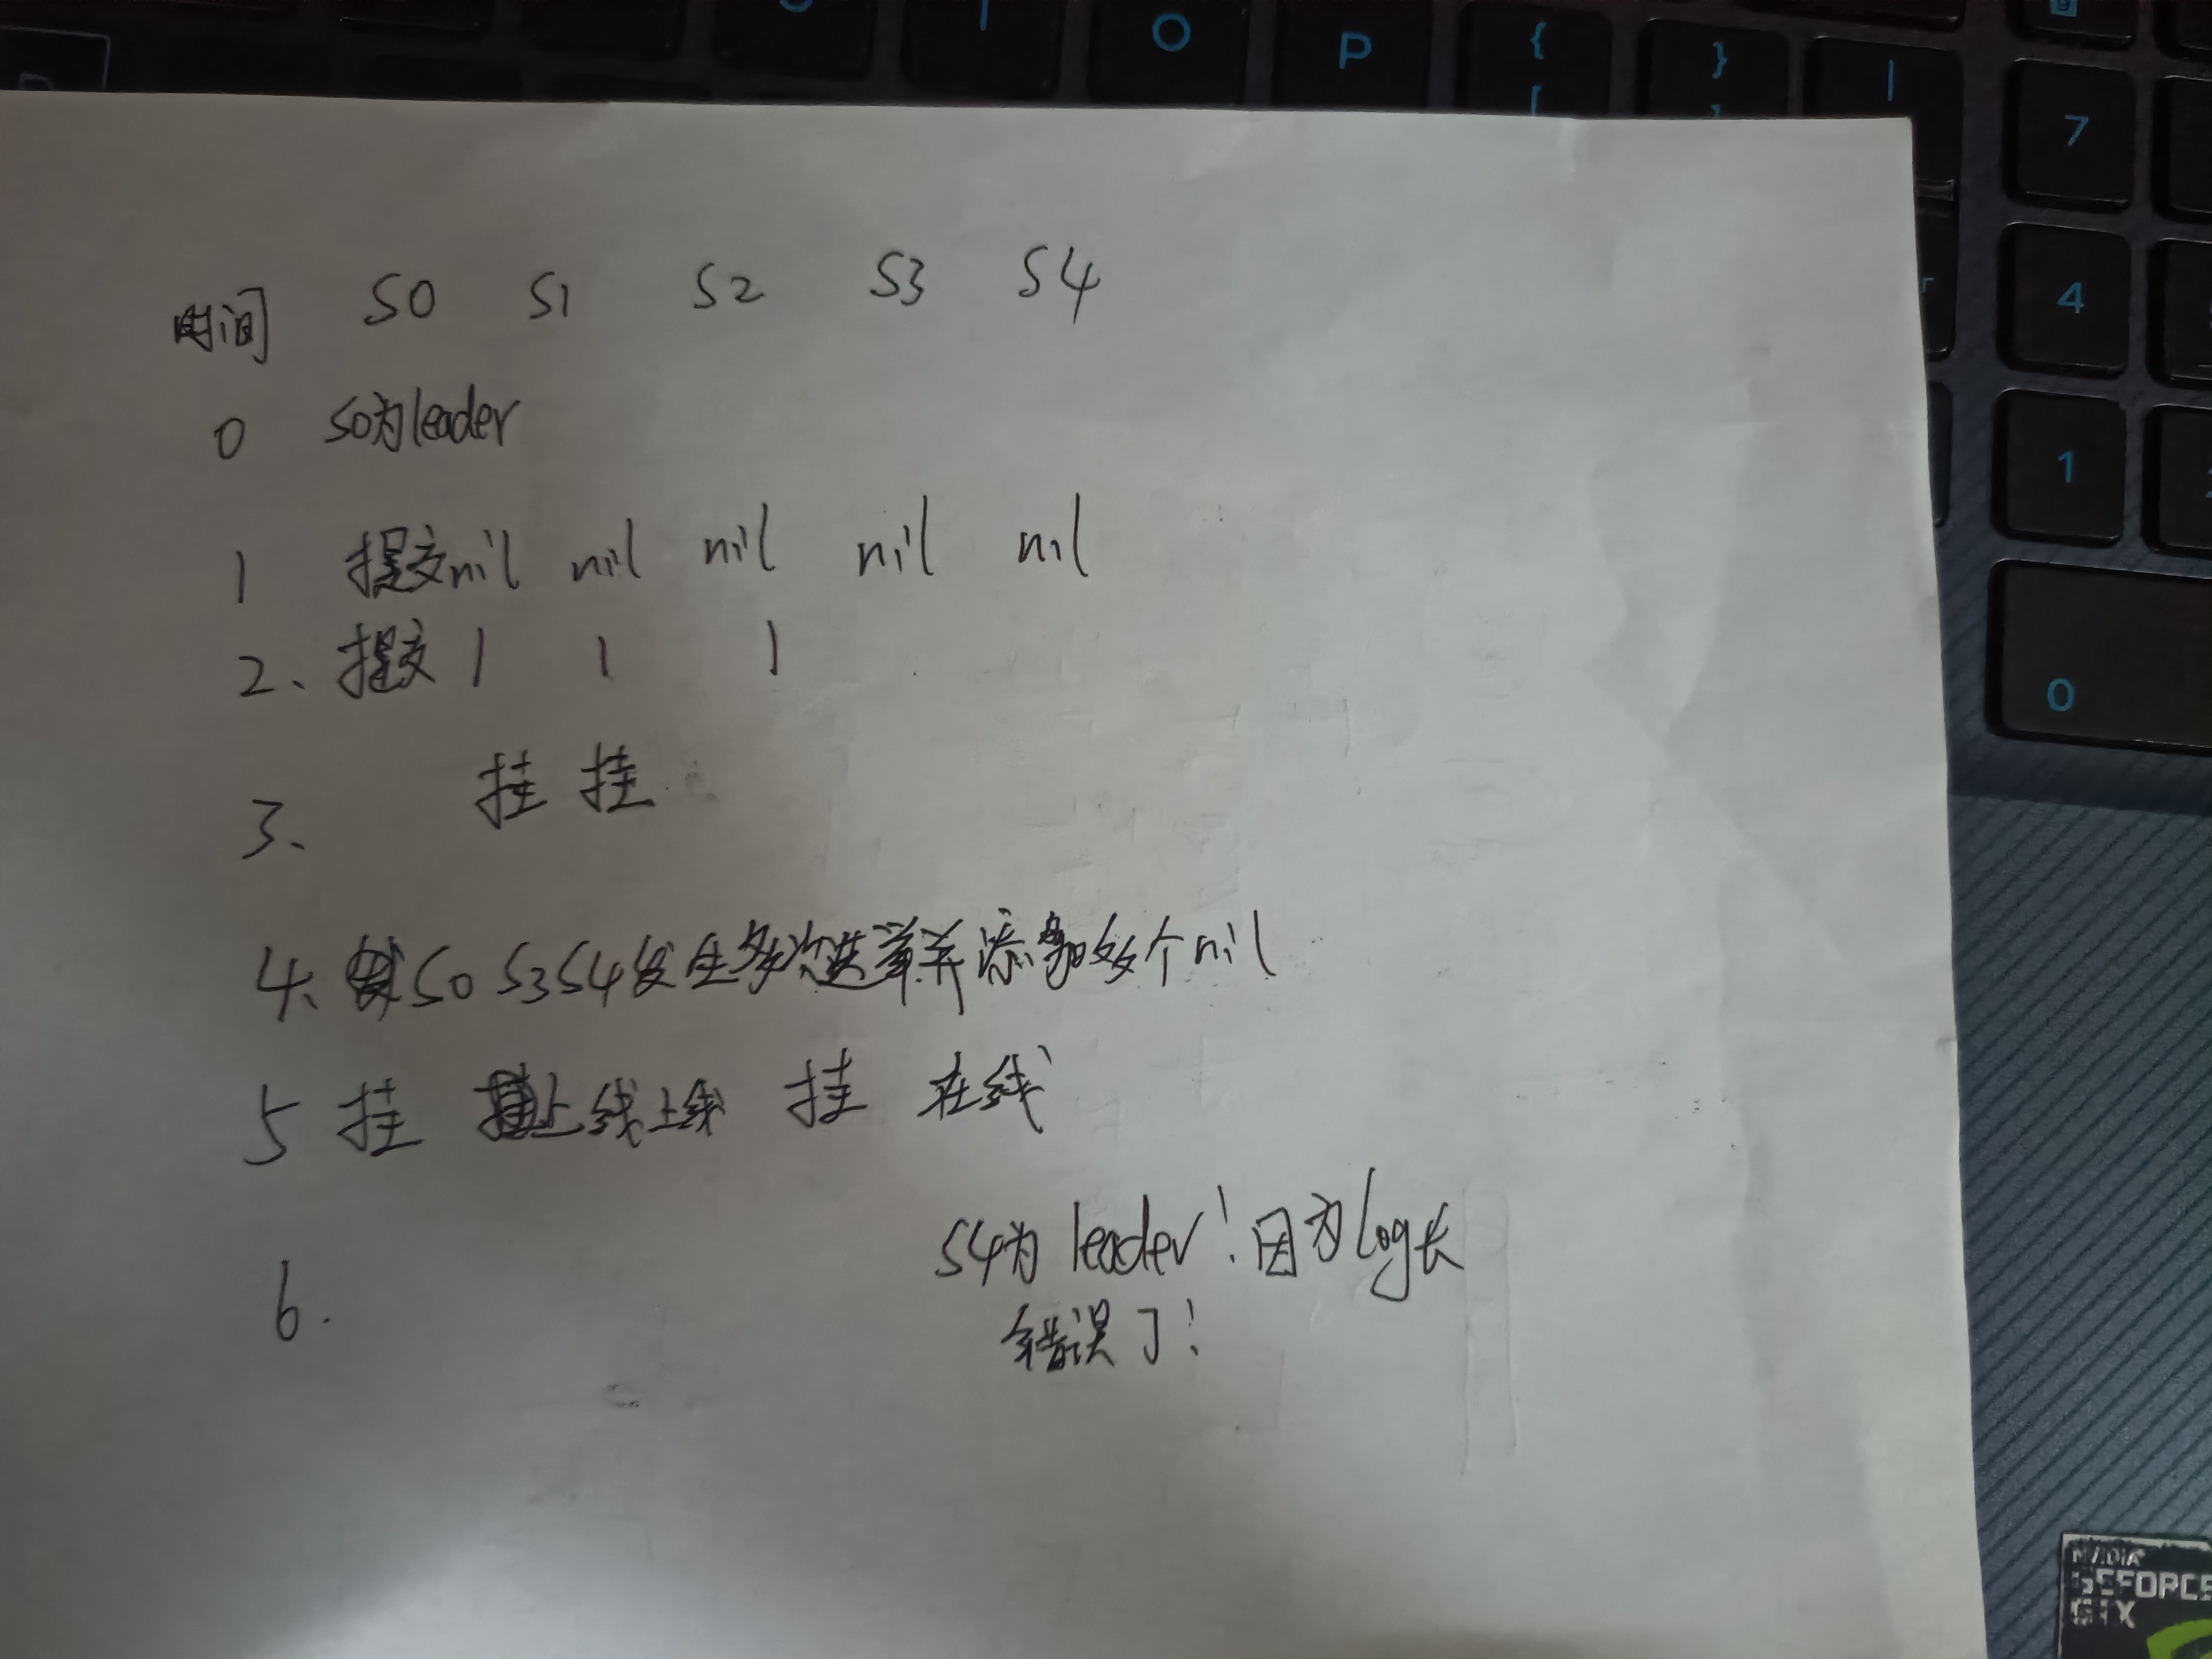 O P { } |
[ ]
7
时间 S0 S1 S2 S3 S4
4
0 S0为leader
1
1 提交nil nil nil nil nil
2、提交 1 1 1
0
3、 挂 挂
4、S0 S3 S4发生多次选举并添加多个nil
5 挂 上线 上线 挂 在线
6. S4为leader!因为log长
错误了!
NVIDIA
GEFORCE
GTX